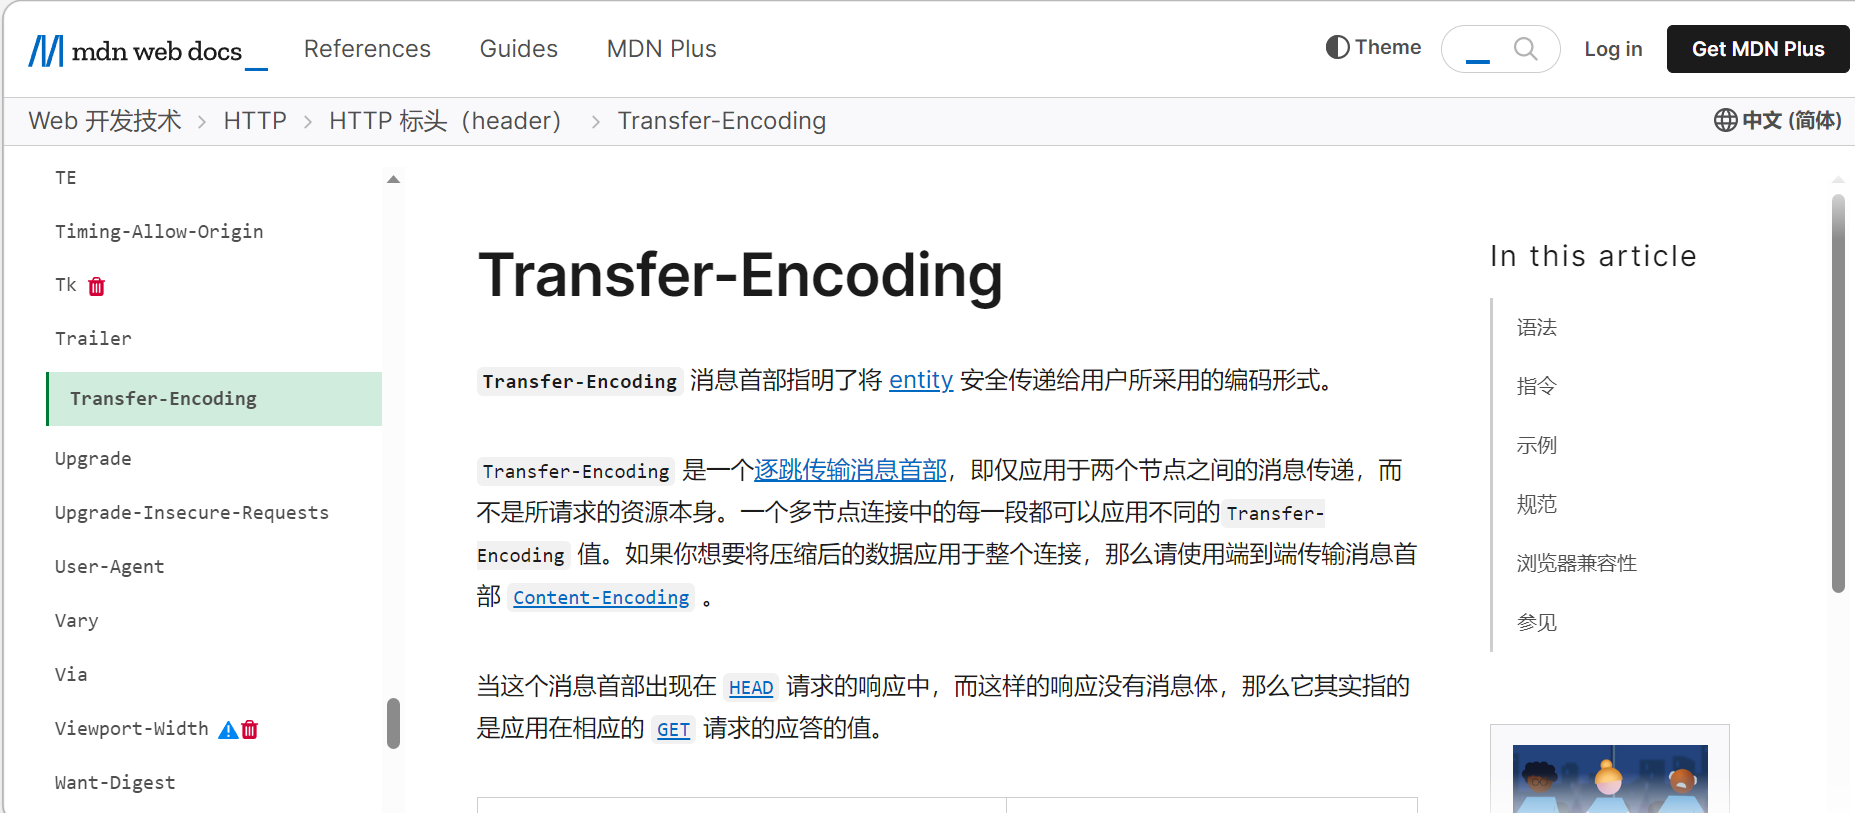 mdn web docs_
References
Guides
MDN Plus
Theme
Log in
Get MDN Plus
Web 开发技术
HTTP
HTTP 标头（header）
Transfer-Encoding
中文 (简体)
TE
Timing-Allow-Origin
Tk
Trailer
Transfer-Encoding
Upgrade
Upgrade-Insecure-Requests
User-Agent
Vary
Via
Viewport-Width
Want-Digest
Transfer-Encoding
Transfer-Encoding 消息首部指明了将 entity 安全传递给用户所采用的编码形式。
Transfer-Encoding 是一个逐跳传输消息首部，即仅应用于两个节点之间的消息传递，而
不是所请求的资源本身。一个多节点连接中的每一段都可以应用不同的Transfer-
Encoding 值。如果你想要将压缩后的数据应用于整个连接，那么请使用端到端传输消息首
部 Content-Encoding 。
当这个消息首部出现在 HEAD 请求的响应中，而这样的响应没有消息体，那么它其实指的
是应用在相应的 GET 请求的应答的值。
In this article
语法
指令
示例
规范
浏览器兼容性
参见